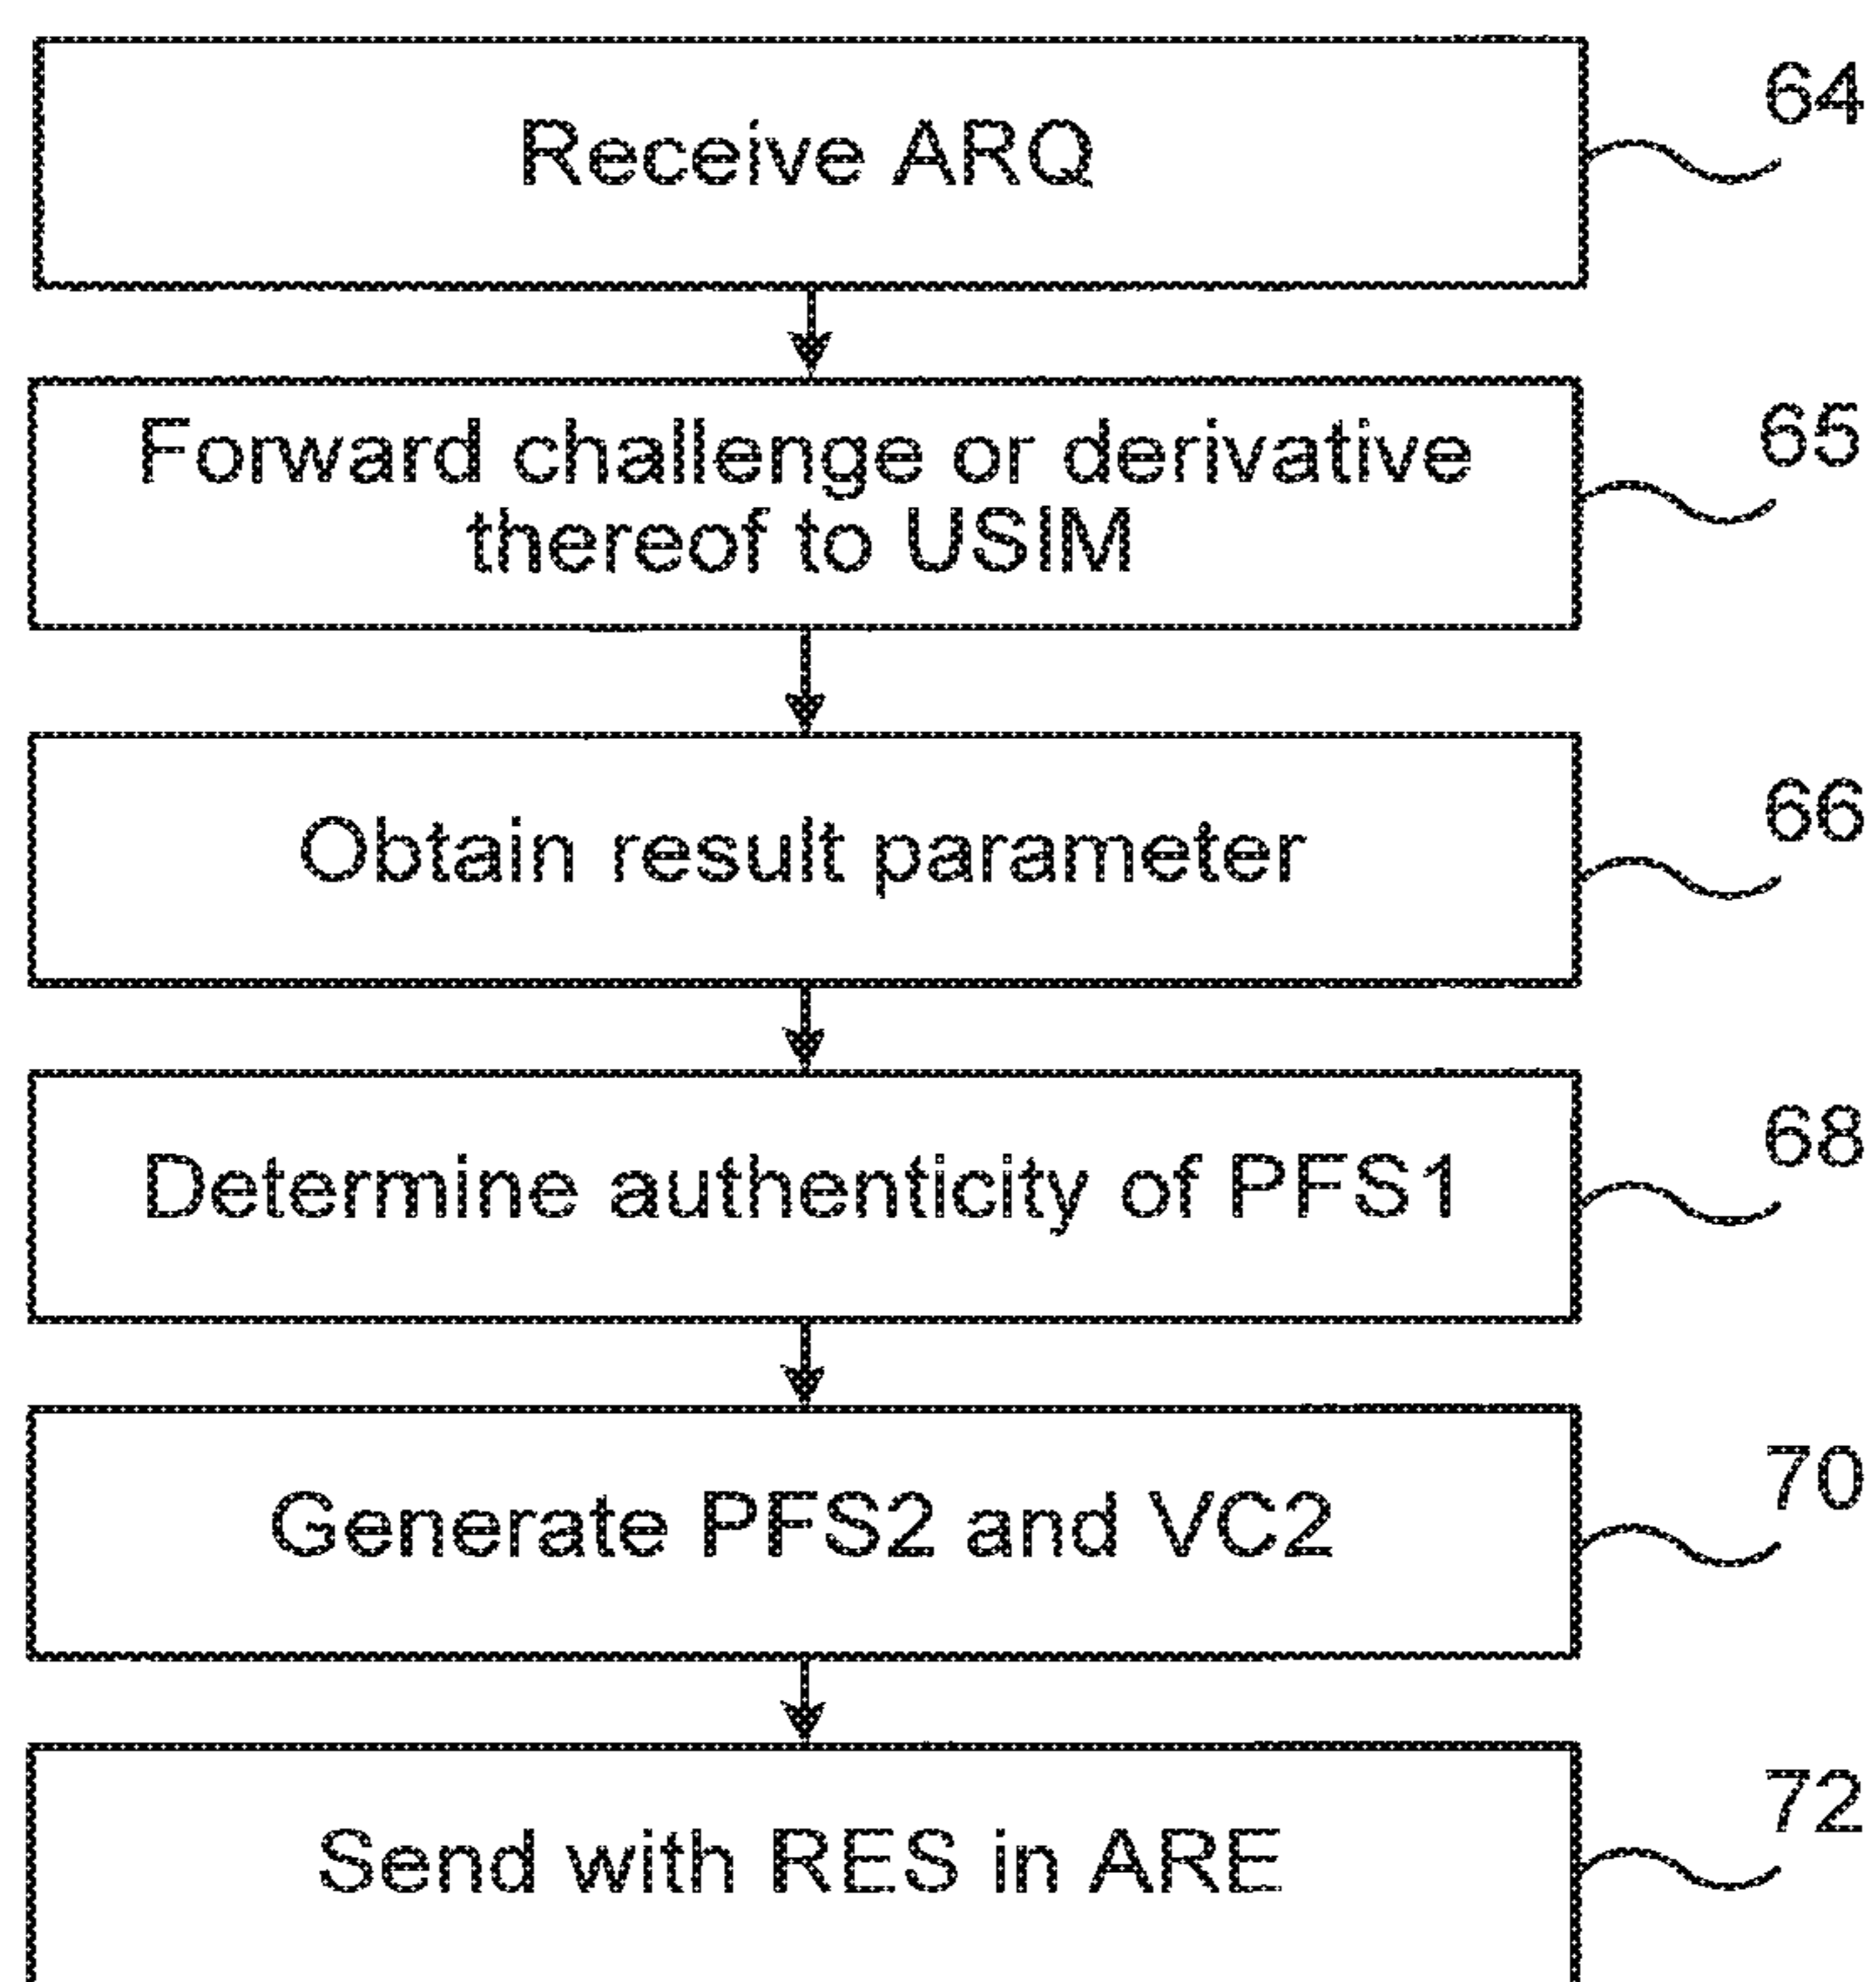 Receive ARQ
64
Forward challenge or derivative
thereof to USIM
65
Obtain result parameter
66
Determine authenticity of PFS1
68
Generate PFS2 and VC2
70
Send with RES in ARE
72